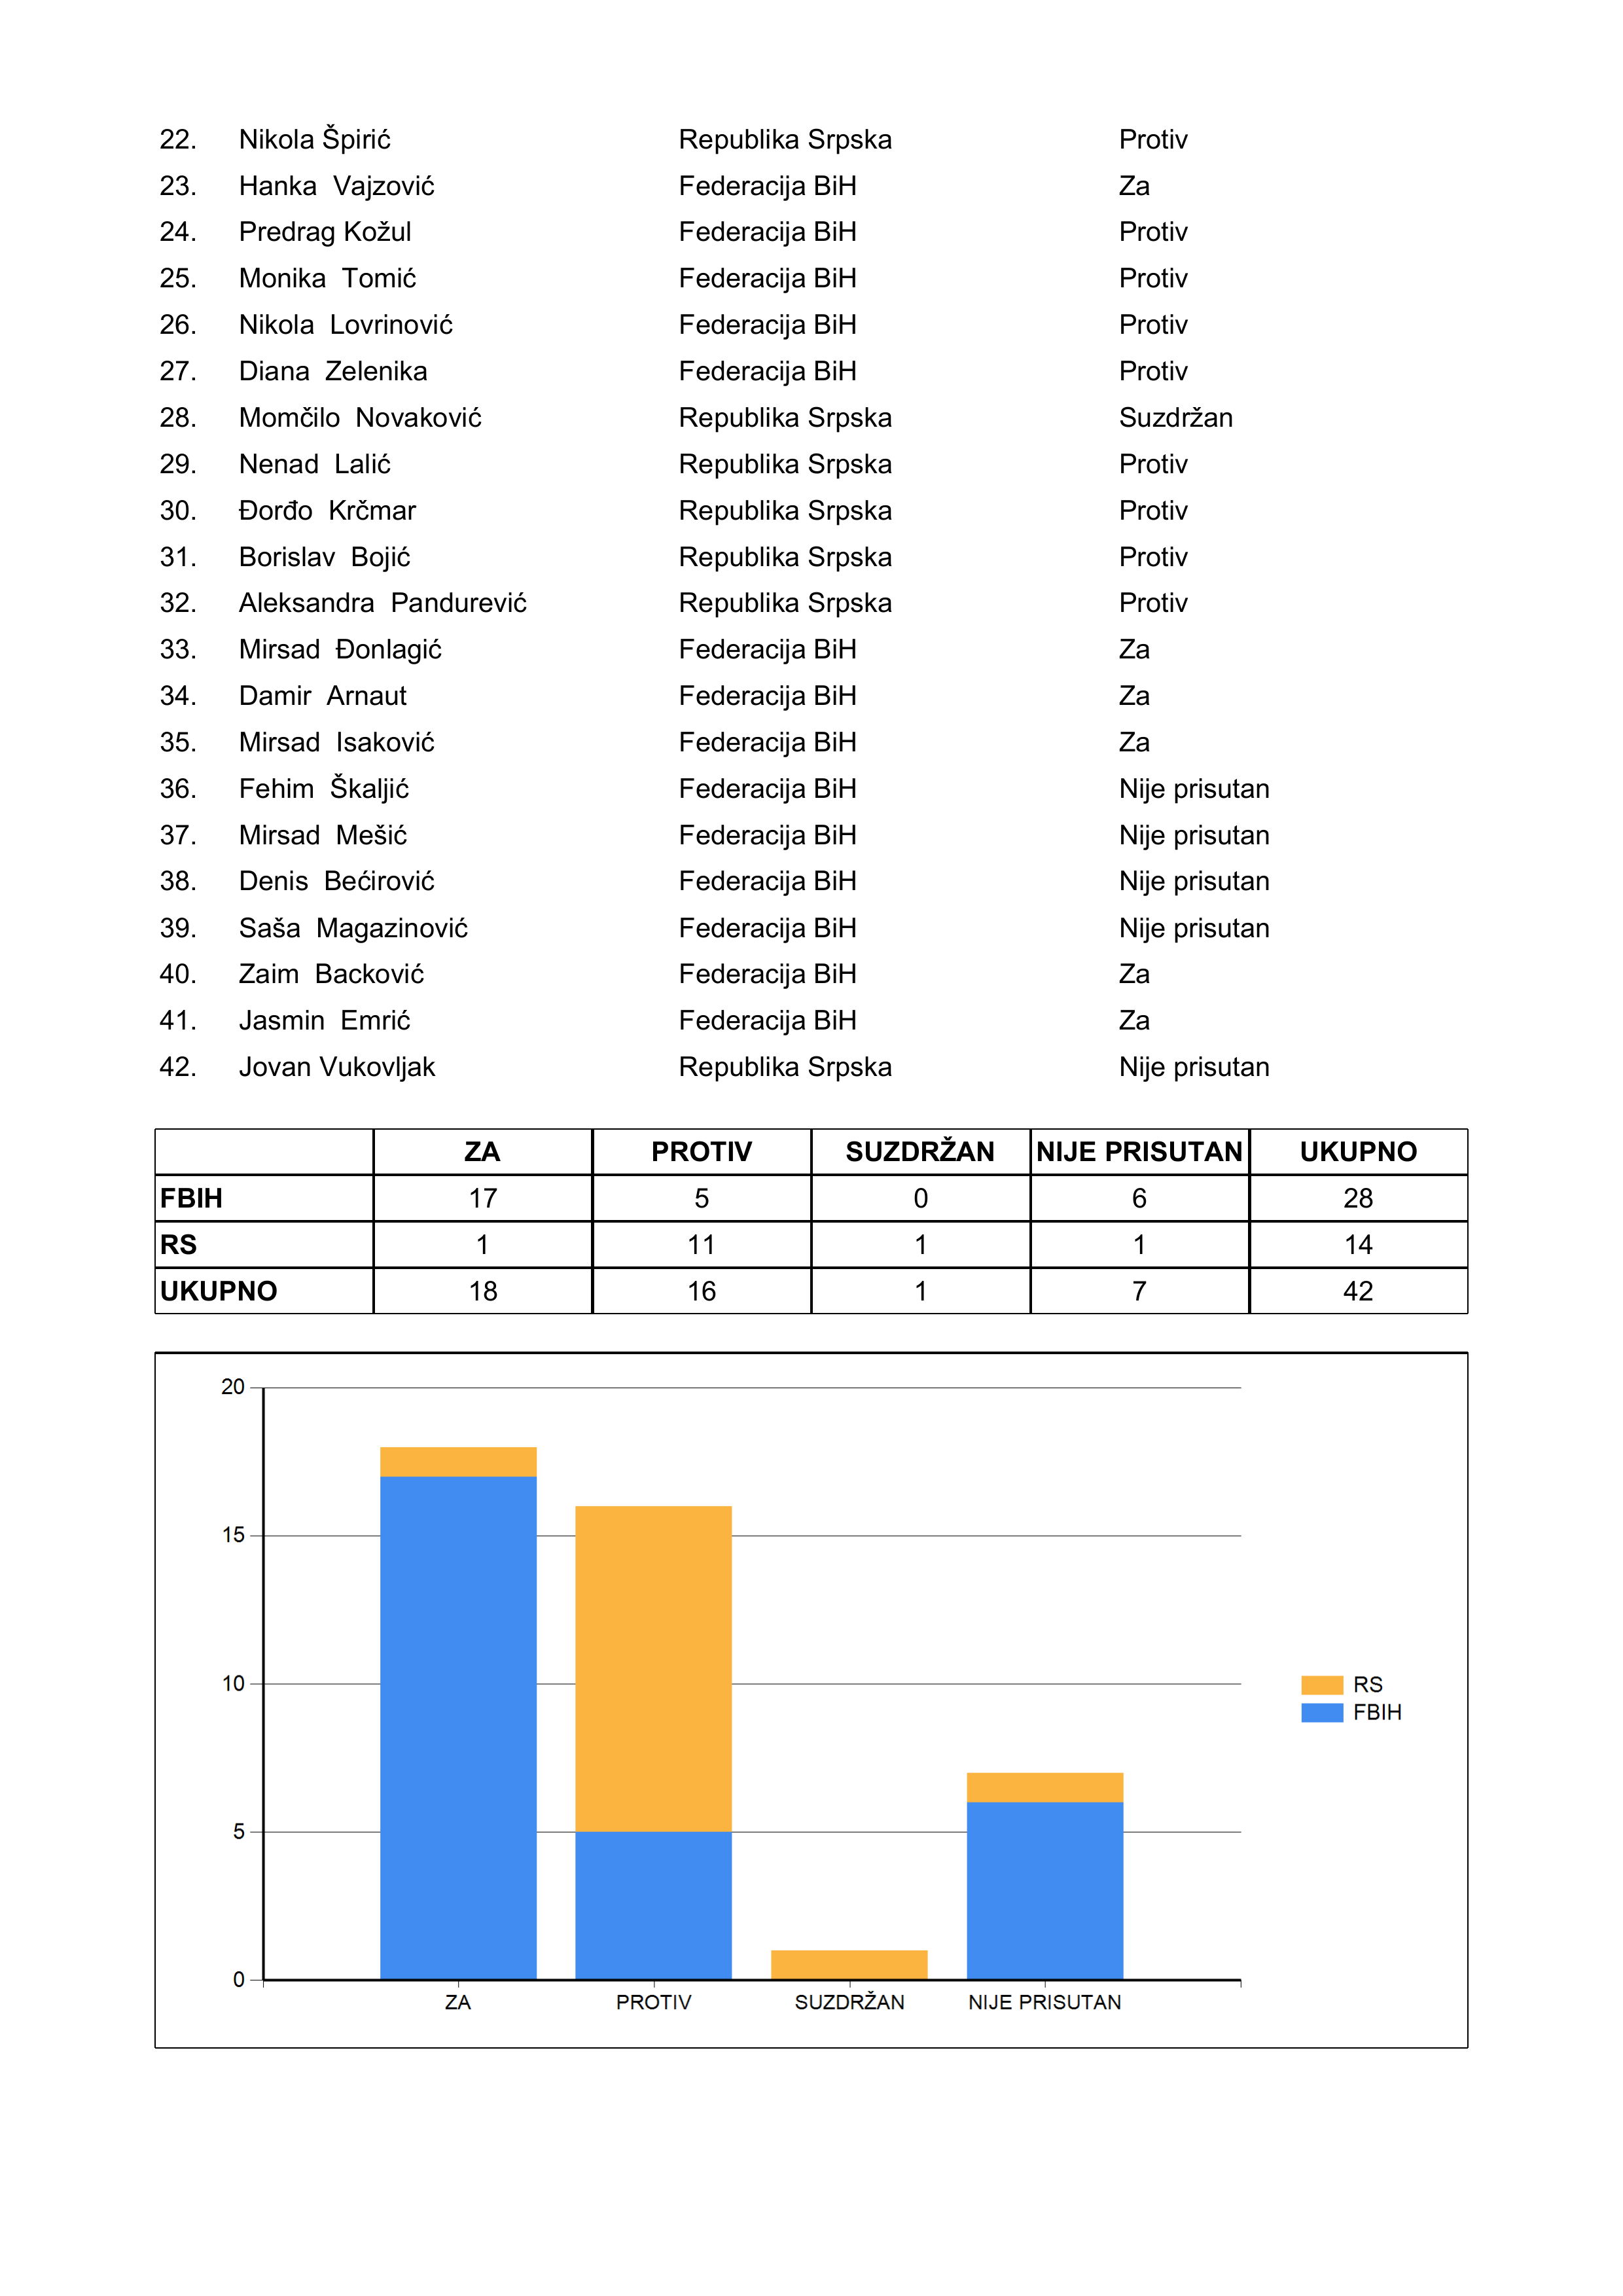 22. Nikola Špirić Republika Srpska Protiv
23. Hanka Vajzović Federacija BiH Za
24. Predrag Kožul Federacija BiH Protiv
25. Monika Tomić Federacija BiH Protiv
26. Nikola Lovrinović Federacija BiH Protiv
27. Diana Zelenika Federacija BiH Protiv
28. Momčilo Novaković Republika Srpska Suzdržan
29. Nenad Lalić Republika Srpska Protiv
30. Đorđo Krčmar Republika Srpska Protiv
31. Borislav Bojić Republika Srpska Protiv
32. Aleksandra Pandurević Republika Srpska Protiv
33. Mirsad Đonlagić Federacija BiH Za
34. Damir Arnaut Federacija BiH Za
35. Mirsad Isaković Federacija BiH Za
36. Fehim Škaljić Federacija BiH Nije prisutan
37. Mirsad Mešić Federacija BiH Nije prisutan
38. Denis Bećirović Federacija BiH Nije prisutan
39. Saša Magazinović Federacija BiH Nije prisutan
40. Zaim Backović Federacija BiH Za
41. Jasmin Emrić Federacija BiH Za
42. Jovan Vukovljak Republika Srpska Nije prisutan
ZA PROTIV SUZDRŽAN NIJE PRISUTAN UKUPNO
FBIH 17 5 0 6 28
RS 1 11 1 1 14
UKUPNO 18 16 1 7 42
20
15
10
5
0
ZA PROTIV SUZDRŽAN NIJE PRISUTAN
RS
FBIH